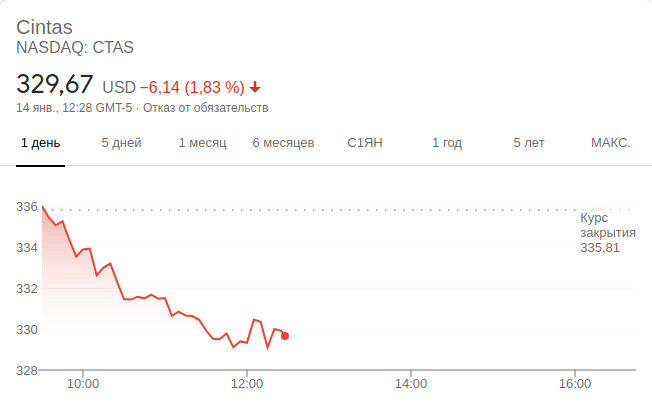 Cintas
NASDAQ: CTAS
329,67 USD −6,14 (1,83 %)
14 янв., 12:28 GMT-5 · Отказ от обязательств
1 день 5 дней 1 месяц 6 месяцев С1ЯН 1 год 5 лет МАКС.
336
Курс
закрытия
335,81
334
332
330
328
10:00 12:00 14:00 16:00